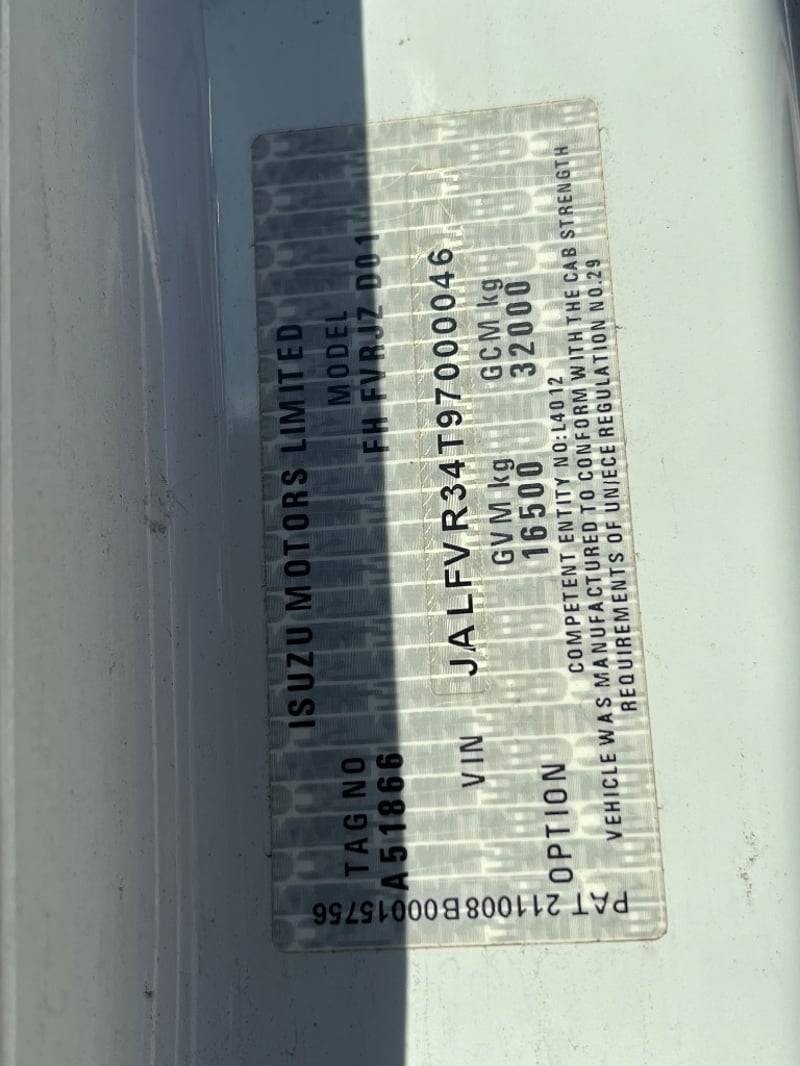 ISUZU MOTORS LIMITED
TAG NO MODEL
A51866 FH FVRJZ D01
VIN JALFVR34T97000046
GVM kg GCM kg
OPTION 16500 32000
COMPETENT ENTITY NO:L4012
VEHICLE WAS MANUFACTURED TO CONFORM WITH THE CAB STRENGTH
REQUIREMENTS OF UNIECE REGULATION NO.29
PAT 211008B00015756